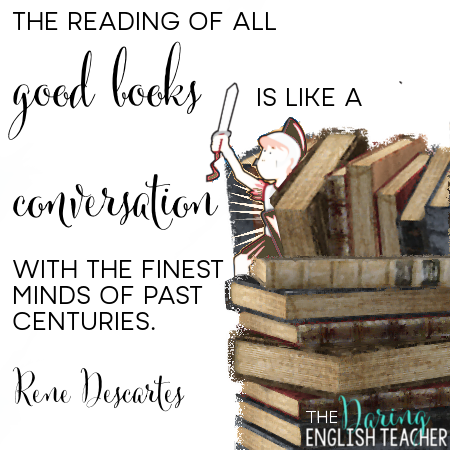 THE READING OF ALL
good books IS LIKE A
conversation
WITH THE FINEST
MINDS OF PAST
CENTURIES.
Rene Descartes
THE Daring
ENGLISH TEACHER